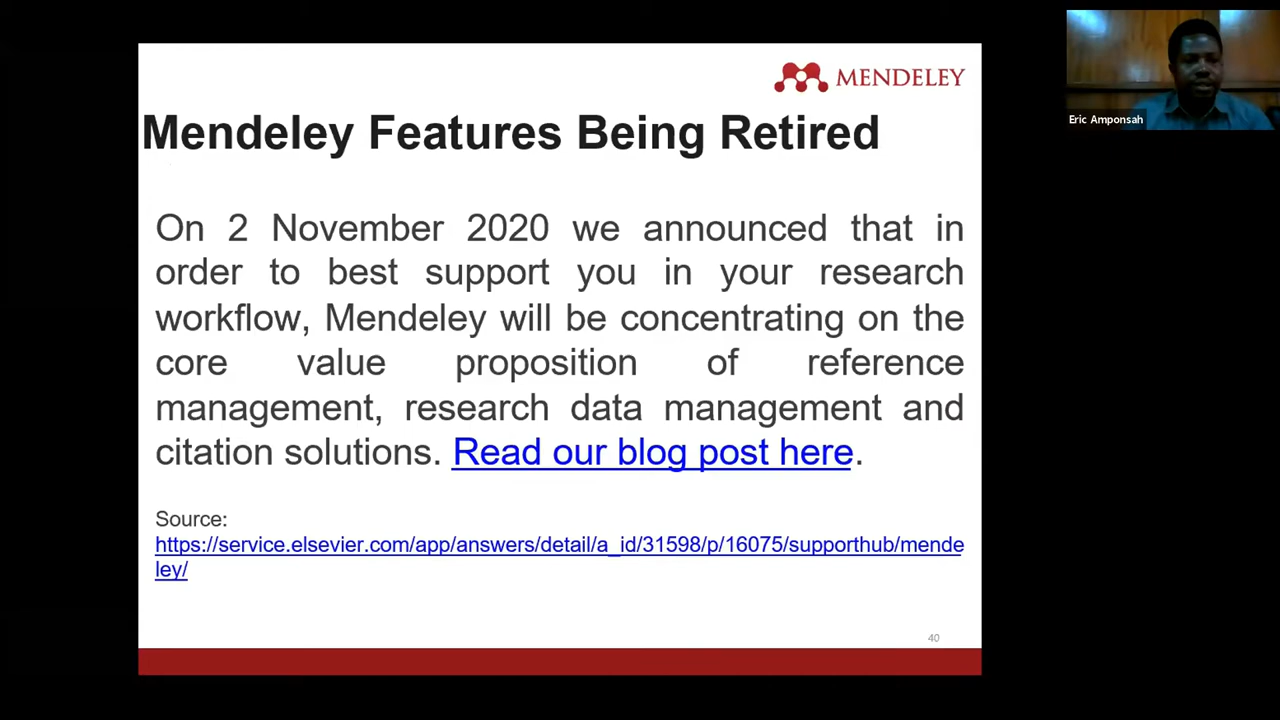 MENDELEY
Eric Amponsah
Mendeley Features Being Retired
On 2 November 2020 we announced that in
order to best support you in your research
workflow, Mendeley will be concentrating on the
core value proposition of reference
management, research data management and
citation solutions. Read our blog post here.
Source:
https://service.elsevier.com/app/answers/detail/a_id/31598/p/16075/supporthub/mende
ley/
40